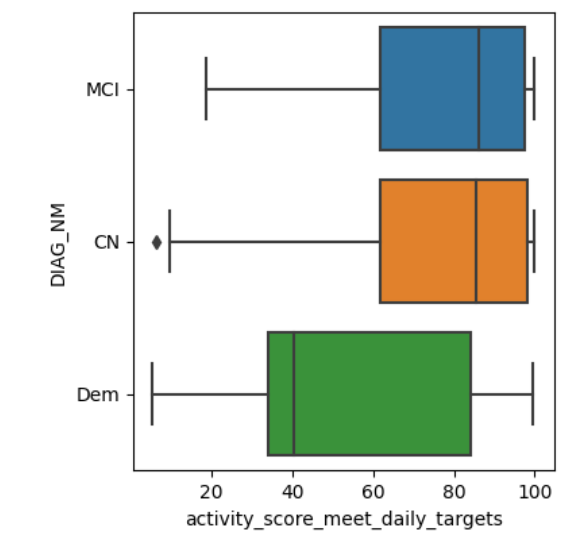 MCI
CN
Dem
DIAG_NM
20 40 60 80 100
activity_score_meet_daily_targets